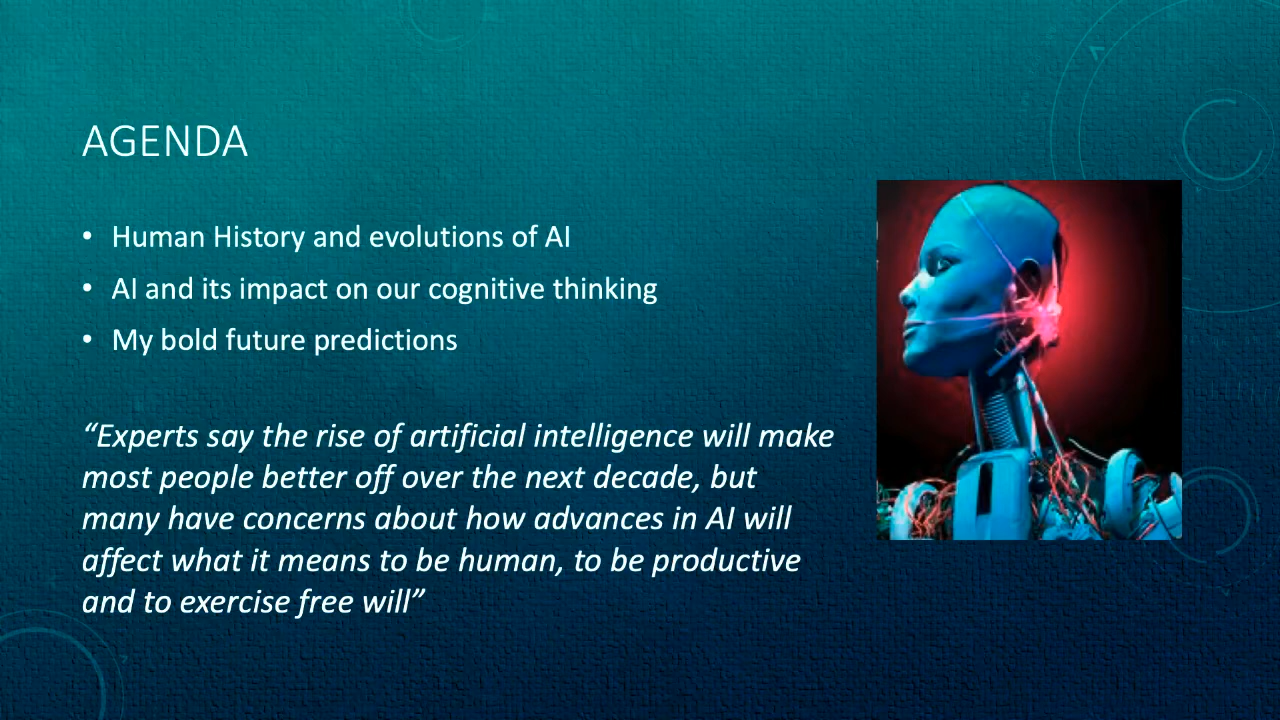 AGENDA
• Human History and evolutions of AI
• AI and its impact on our cognitive thinking
• My bold future predictions
“Experts say the rise of artificial intelligence will make
most people better off over the next decade, but
many have concerns about how advances in AI will
affect what it means to be human, to be productive
and to exercise free will”